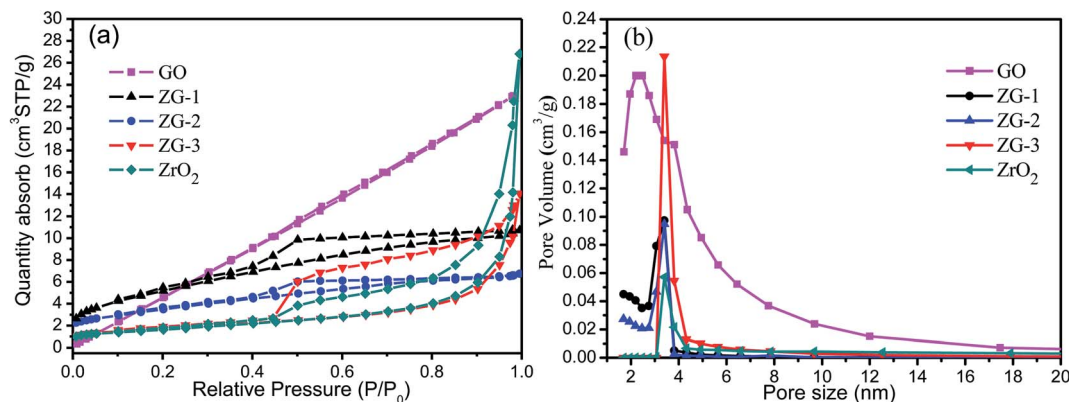 (a)
Quantity absorb (cm³STP/g)
30
28
26
24
22
20
18
16
14
12
10
8
6
4
2
0
GO
ZG-1
ZG-2
ZG-3
ZrO₂
0.0 0.2 0.4 0.6 0.8 1.0
Relative Pressure (P/P₀)
(b)
Pore Volume (cm³/g)
0.24
0.22
0.20
0.18
0.16
0.14
0.12
0.10
0.08
0.06
0.04
0.02
0.00
GO
ZG-1
ZG-2
ZG-3
ZrO₂
2 4 6 8 10 12 14 16 18 20
Pore size (nm)